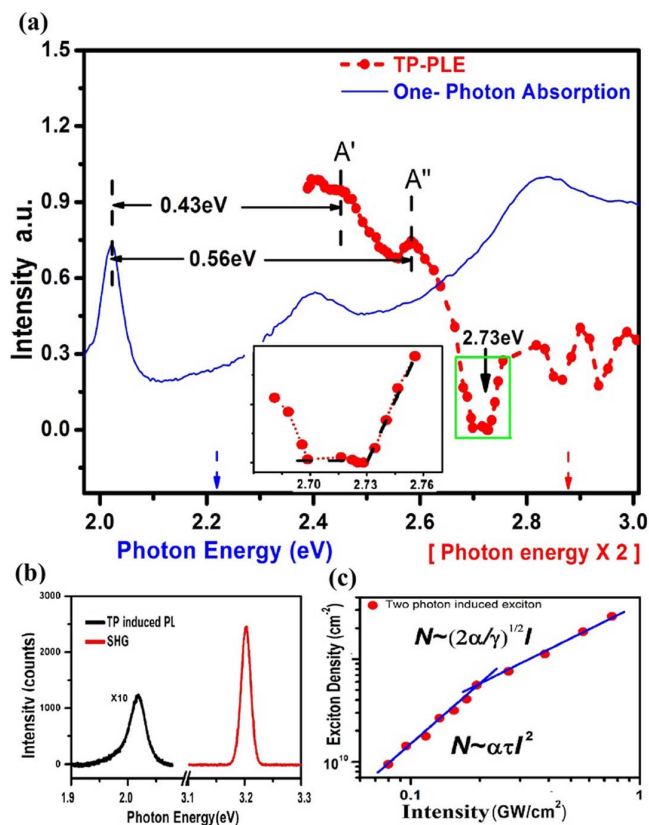 (a)
1.5
1.2
0.9
0.6
0.3
0.0
Intensity a.u.
TP-PLE
One- Photon Absorption
A'
A"
0.43eV
0.56eV
2.73eV
2.70 2.73 2.76
2.0 2.2 2.4 2.6 2.8 3.0
Photon Energy (eV) [ Photon energy X 2 ]
(b)
3000
2000
1000
0
Intensity (counts)
TP induced PL
SHG
X10
1.9 2.0 3.1 3.2 3.3
Photon Energy(eV)
(c)
Exciton Density (cm⁻²)
10¹⁰
Two photon induced exciton
N~(2α/γ)¹/²I
N~ατI²
0.1 1
Intensity(GW/cm²)